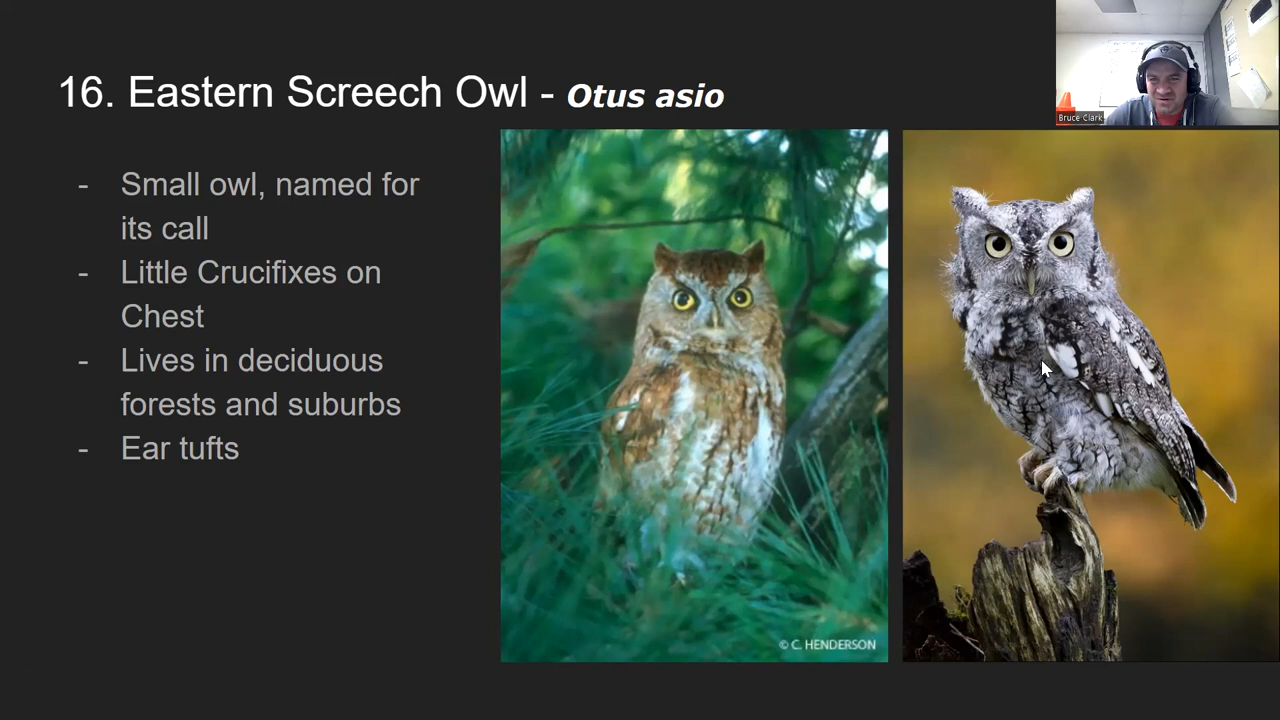 16. Eastern Screech Owl - Otus asio
- Small owl, named for
its call
- Little Crucifixes on
Chest
- Lives in deciduous
forests and suburbs
- Ear tufts
© C. HENDERSON
Bruce Clark